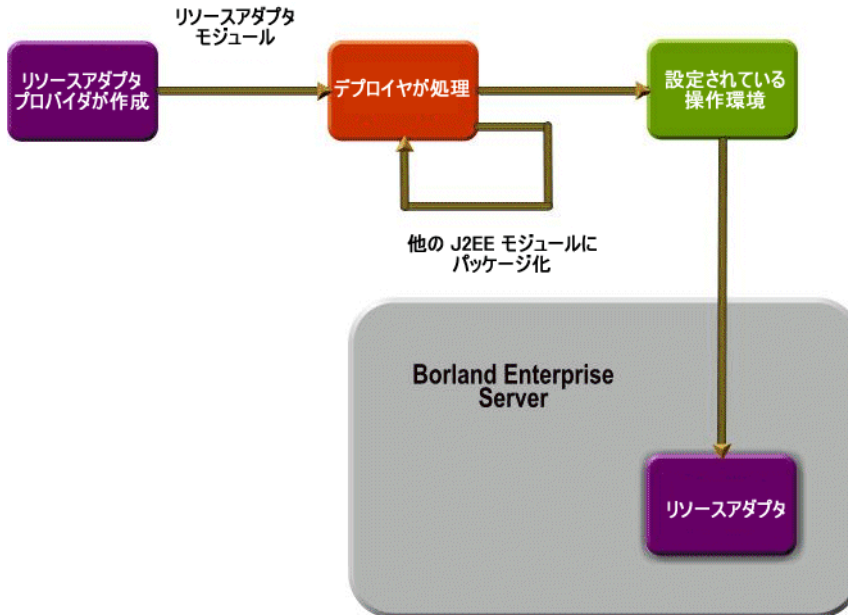 リソースアダプタ
モジュール
リソースアダプタ
プロバイダが作成
デプロイヤが処理
設定されている
操作環境
他の J2EE モジュールに
パッケージ化
Borland Enterprise
Server
リソースアダプタ